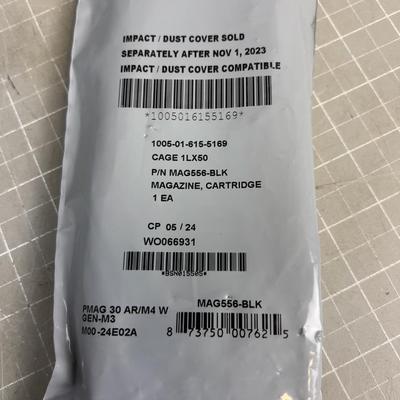 IMPACT / DUST COVER SOLD
SEPARATELY AFTER NOV 1, 2023
IMPACT / DUST COVER COMPATIBLE
*1005016155169*
1005-01-615-5169
CAGE 1LX50
P/N MAG556-BLK
MAGAZINE, CARTRIDGE
1 EA
CP 05 / 24
WO066931
*BSN015505*
MAG556-BLK
PMAG 30 AR/M4 W
GEN-M3
M00-24E02A
8 73750 00762 5